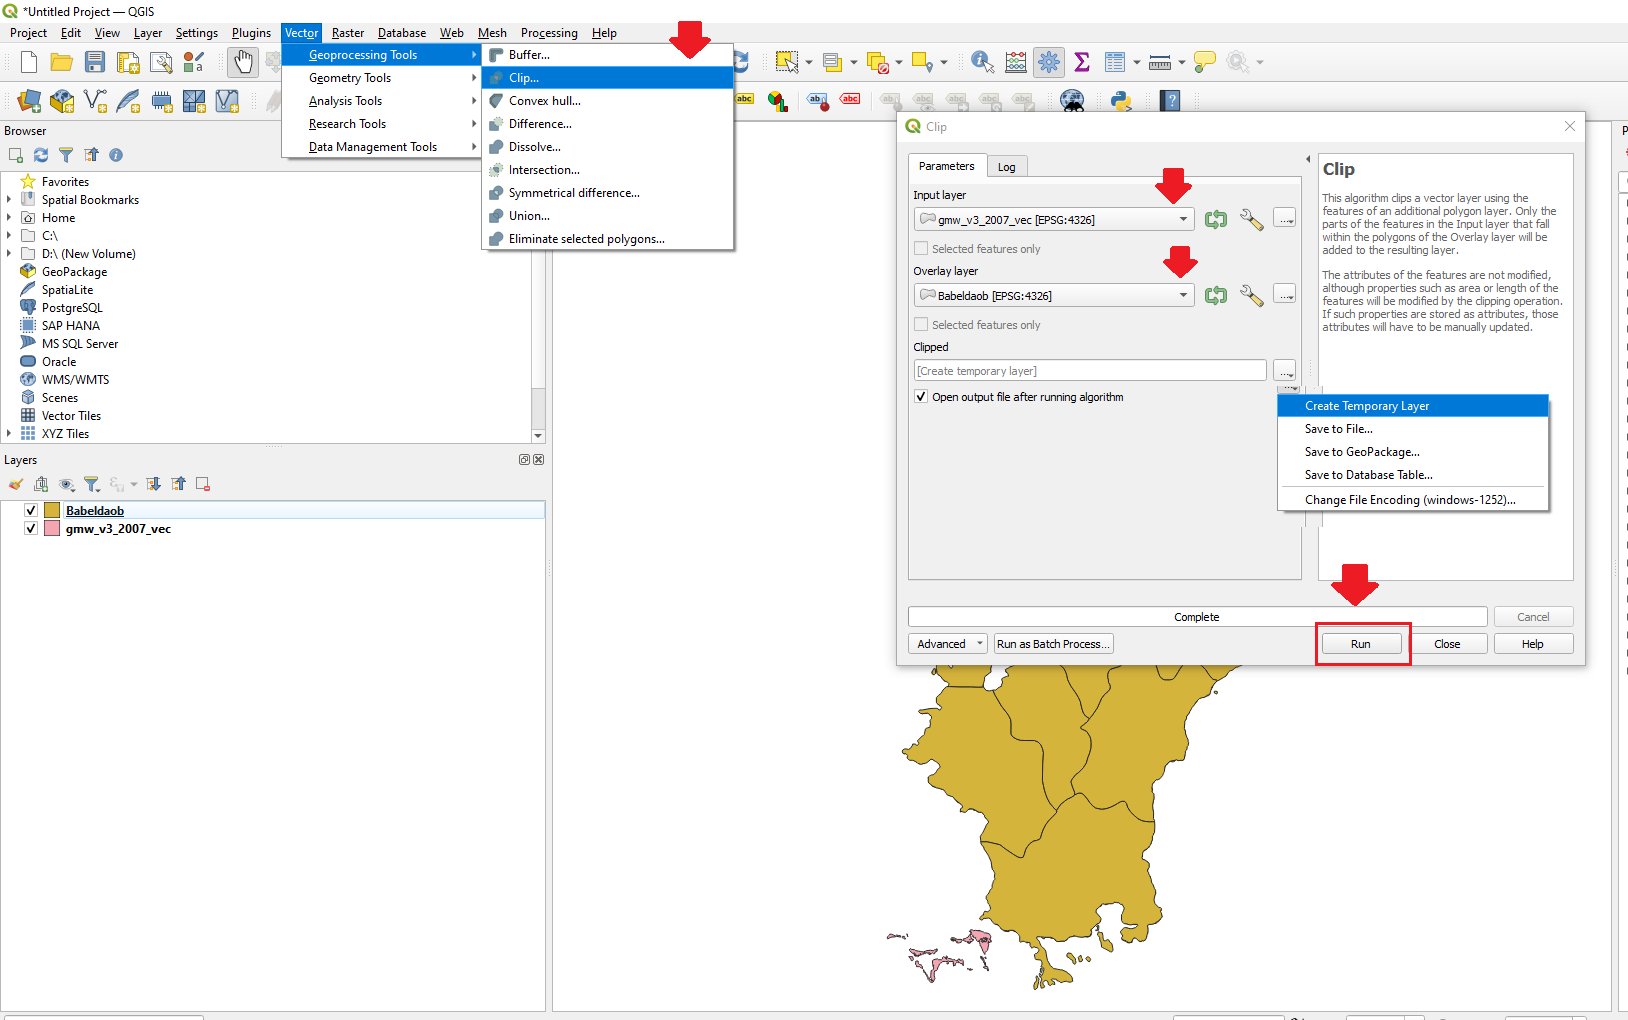 *Untitled Project — QGIS
Project Edit View Layer Settings Plugins Vector Raster Database Web Mesh Processing Help
Geoprocessing Tools
Geometry Tools
Analysis Tools
Research Tools
Data Management Tools
Buffer...
Clip...
Convex hull...
Difference...
Dissolve...
Intersection...
Symmetrical difference...
Union...
Eliminate selected polygons...
abc
ab
abc
Browser
Favorites
Spatial Bookmarks
Home
C:\
D:\ (New Volume)
GeoPackage
SpatiaLite
PostgreSQL
SAP HANA
MS SQL Server
Oracle
WMS/WMTS
Scenes
Vector Tiles
XYZ Tiles
Layers
Babeldaob
gmw_v3_2007_vec
Clip
Parameters Log
Input layer
gmw_v3_2007_vec [EPSG:4326]
...
Selected features only
Overlay layer
Babeldaob [EPSG:4326]
...
Selected features only
Clipped
[Create temporary layer]
...
Open output file after running algorithm
Create Temporary Layer
Save to File...
Save to GeoPackage...
Save to Database Table...
Change File Encoding (windows-1252)...
Clip
This algorithm clips a vector layer using the
features of an additional polygon layer. Only the
parts of the features in the Input layer that fall
within the polygons of the Overlay layer will be
added to the resulting layer.
The attributes of the features are not modified,
although properties such as area or length of the
features will be modified by the clipping operation.
If such properties are stored as attributes, those
attributes will have to be manually updated.
Complete
Cancel
Advanced
Run as Batch Process...
Run
Close
Help